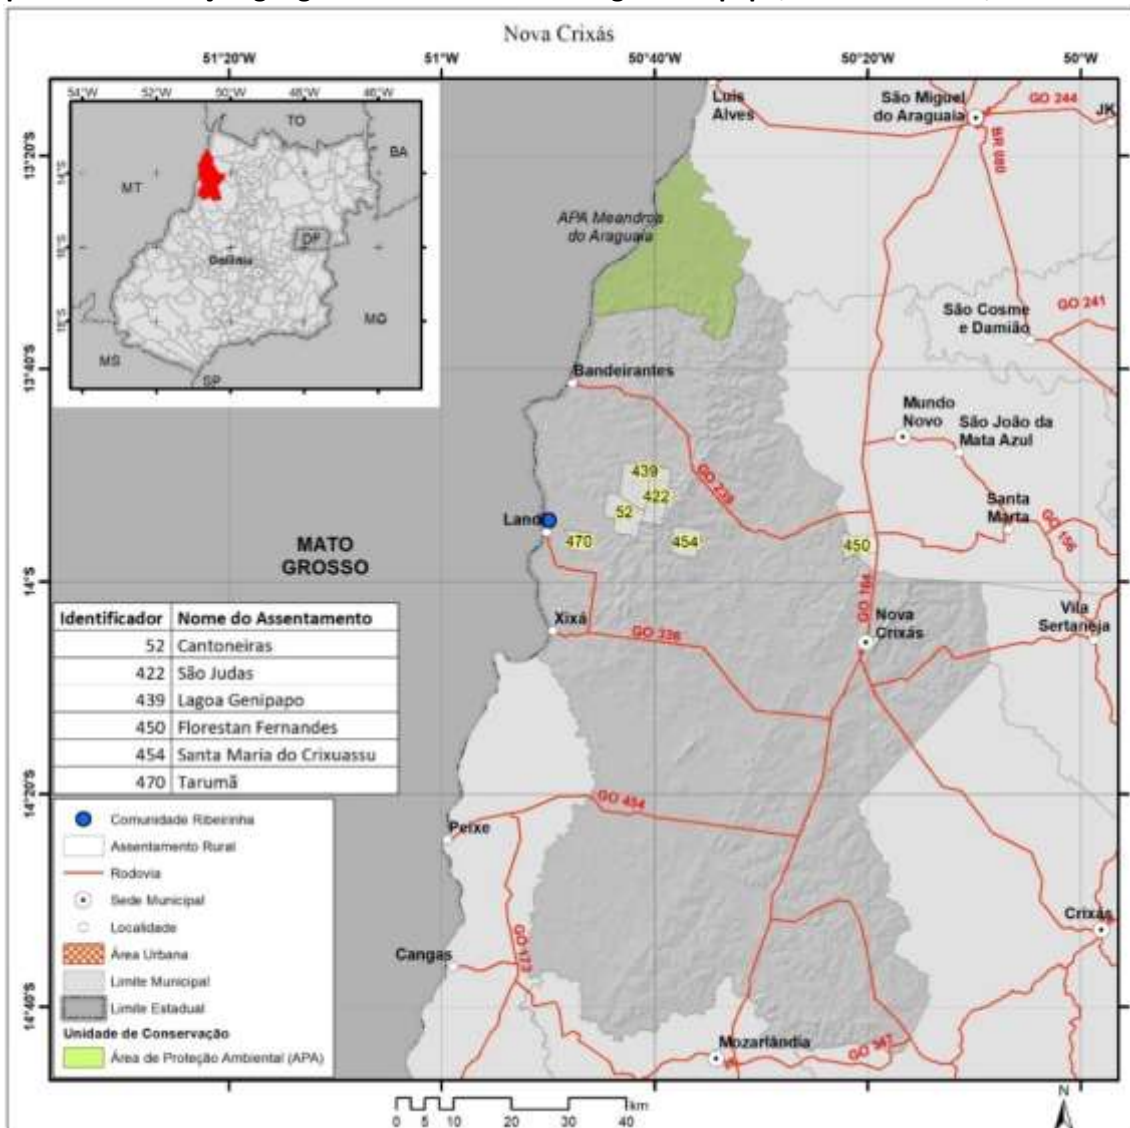 Nova Crixás
51°20'W
51°W
50°40'W
50°20'W
50°W
54°W
52°W
50°W
48°W
46°W
TO
BA
MT
DF
Goiânia
MG
MS
SP
14°S
16°S
18°S
13°20'S
13°40'S
14°S
14°20'S
14°40'S
Luis
Alves
São Miguel
do Araguaia
GO 244
JK
BR 080
APA Meandros
do Araguaia
São Cosme
e Damião
GO 241
Bandeirantes
Mundo
Novo
São João da
Mata Azul
439
422
52
GO 239
Santa
Marta
GO 156
Landi
470
454
450
MATO
GROSSO
GO 164
Xixá
GO 336
Nova
Crixás
Vila
Sertaneja
Identificador Nome do Assentamento
52 Cantoneiras
422 São Judas
439 Lagoa Genipapo
450 Florestan Fernandes
454 Santa Maria do Crixuassu
470 Tarumã
GO 454
Peixe
Comunidade Ribeirinha
Assentamento Rural
Rodovia
Sede Municipal
Localidade
Área Urbana
Limite Municipal
Limite Estadual
Unidade de Conservação
Área de Proteção Ambiental (APA)
Crixás
Cangas
GO 173
Mozarlândia
GO 347
km
0 5 10 20 30 40
N